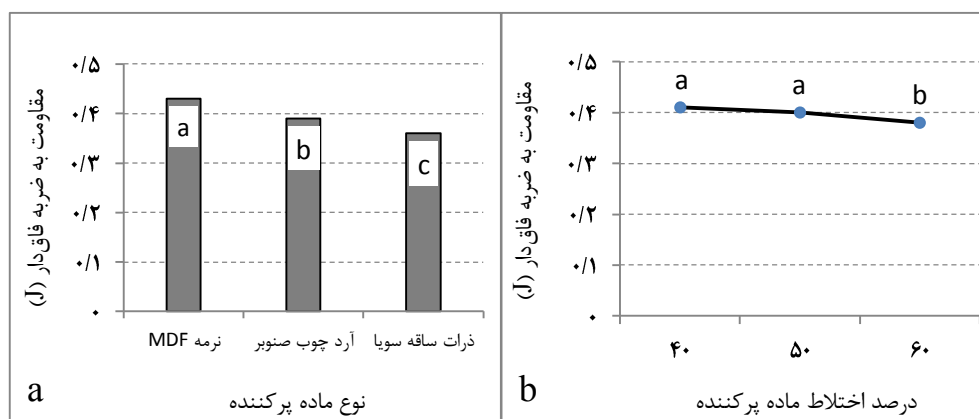 مقاومت به ضربه فاق‌دار (J)
۰/۵
۰/۴
۰/۳
۰/۲
۰/۱
۰
a
b
c
نرمه MDF
آرد چوب صنوبر
ذرات ساقه سویا
نوع ماده پرکننده
a
مقاومت به ضربه فاق‌دار (J)
۰/۵
۰/۴
۰/۳
۰/۲
۰/۱
۰
a
a
b
۴۰
۵۰
۶۰
درصد اختلاط ماده پرکننده
b